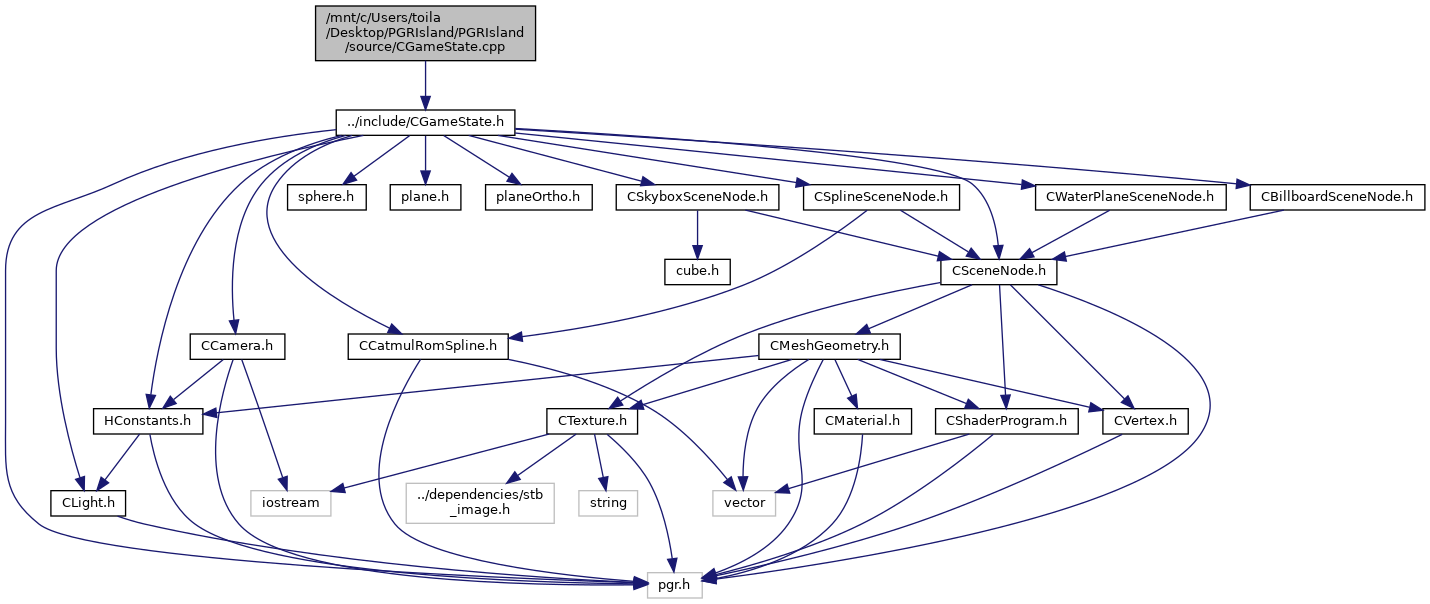 /mnt/c/Users/toila
/Desktop/PGRIsland/PGRIsland
/source/CGameState.cpp
../include/CGameState.h
sphere.h
plane.h
planeOrtho.h
CSkyboxSceneNode.h
CSplineSceneNode.h
CWaterPlaneSceneNode.h
CBillboardSceneNode.h
cube.h
CSceneNode.h
CCamera.h
CCatmulRomSpline.h
CMeshGeometry.h
HConstants.h
CTexture.h
CMaterial.h
CShaderProgram.h
CVertex.h
CLight.h
iostream
../dependencies/stb
_image.h
string
vector
pgr.h